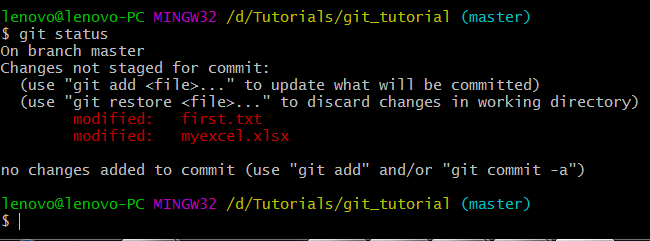 lenovo@lenovo-PC MINGW32 /d/Tutorials/git_tutorial (master)
$ git status
On branch master
Changes not staged for commit:
  (use "git add <file>..." to update what will be committed)
  (use "git restore <file>..." to discard changes in working directory)
        modified:   first.txt
        modified:   myexcel.xlsx

no changes added to commit (use "git add" and/or "git commit -a")

lenovo@lenovo-PC MINGW32 /d/Tutorials/git_tutorial (master)
$